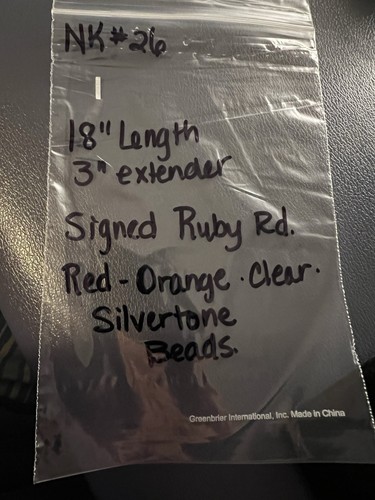 NK#26
18" Length
3" extender
Signed Ruby Rd.
Red-Orange·Clear.
Silvertone
Beads.
Greenbrier International, Inc. Made in China